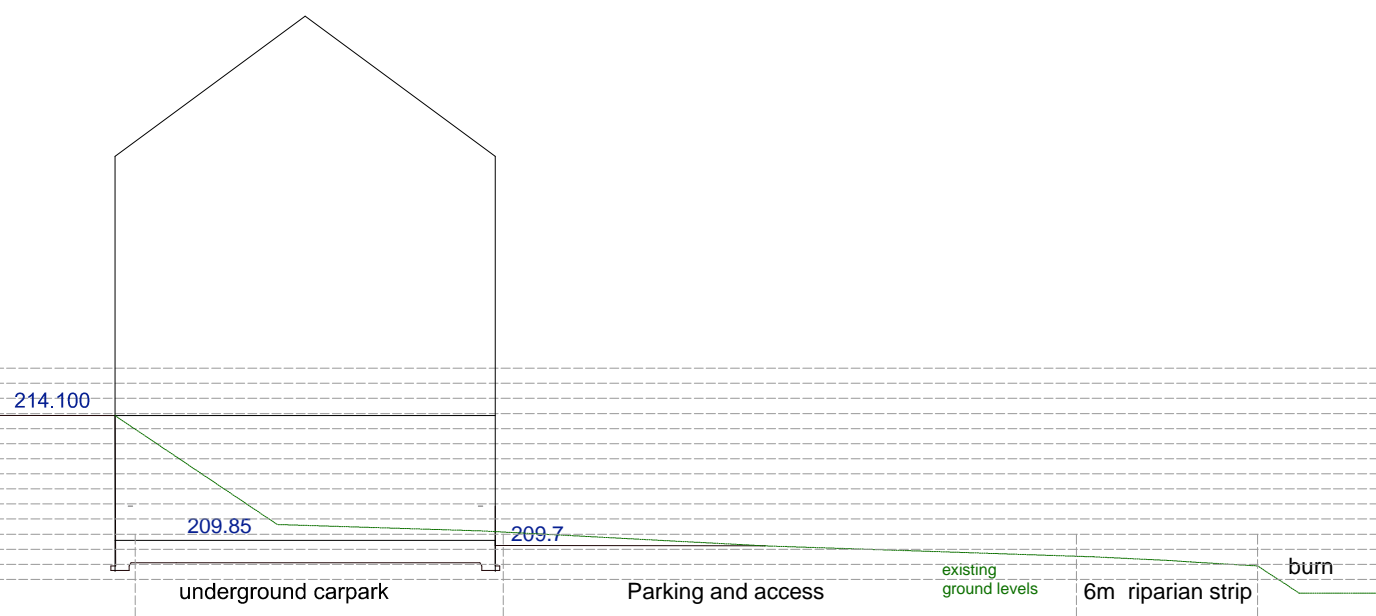 214.100
209.85
209.7
existing
ground levels
burn
underground carpark
Parking and access
6m riparian strip